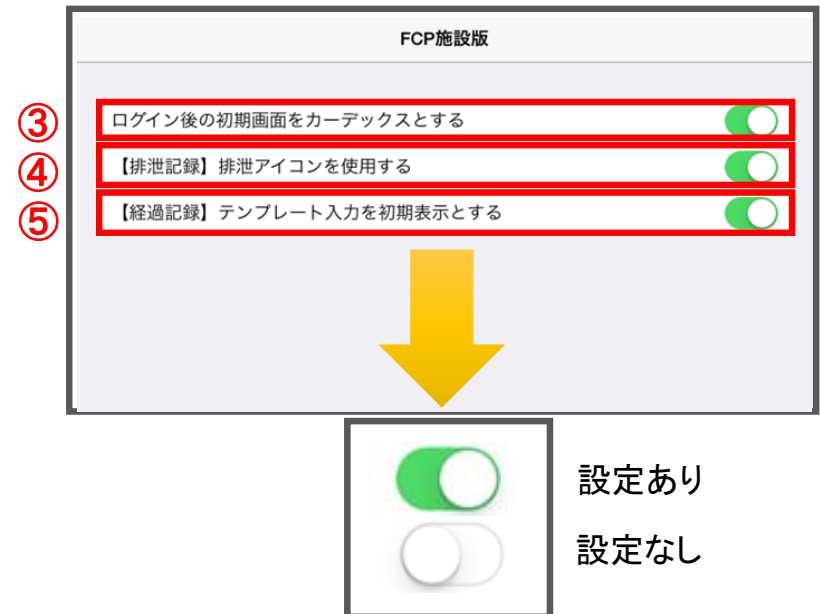 FCP施設版
③ ログイン後の初期画面をカーデックスとする
④ 【排泄記録】排泄アイコンを使用する
⑤ 【経過記録】テンプレート入力を初期表示とする
設定あり
設定なし